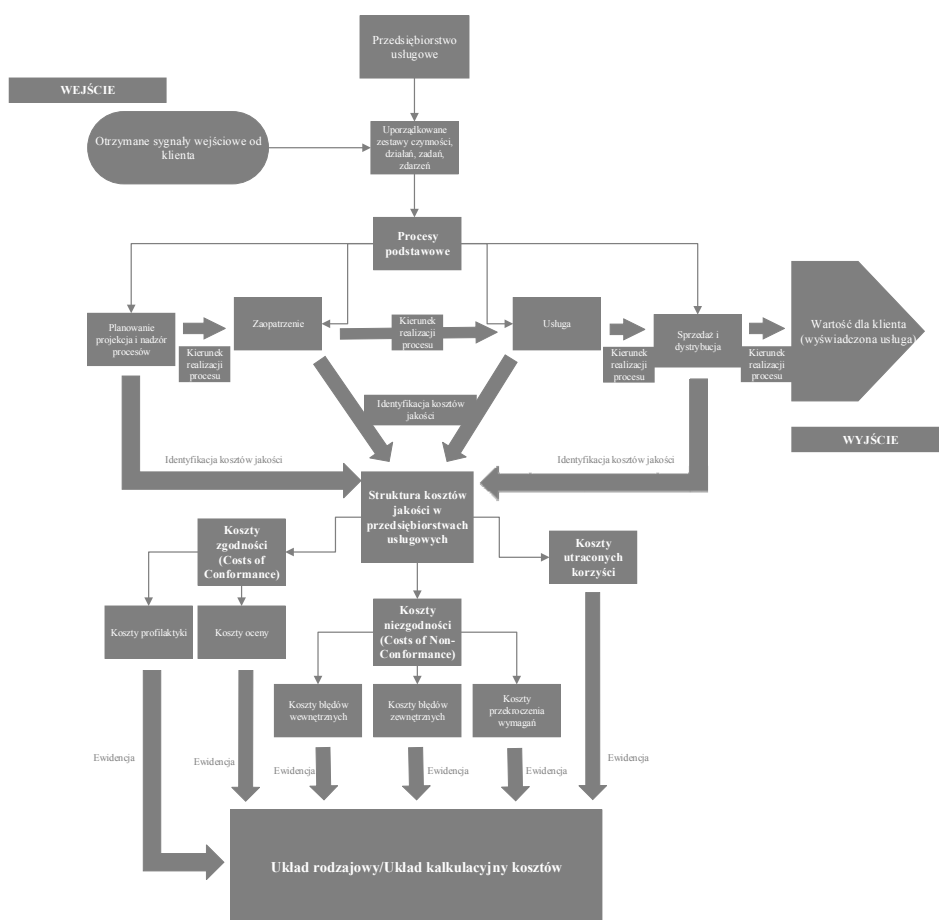 Przedsiębiorstwo
usługowe
WEJŚCIE
Otrzymane sygnały wejściowe od
klienta
Uporządkowane
zestawy czynności,
działań, zadań,
zdarzeń
Procesy
podstawowe
Planowanie
projekcja i nadzór
procesów
Kierunek
realizacji
procesu
Zaopatrzenie
Kierunek
realizacji
procesu
Usługa
Kierunek
realizacji
procesu
Sprzedaż i
dystrybucja
Kierunek
realizacji
procesu
Wartość dla klienta
(wyświadczona usługa)
WYJŚCIE
Identyfikacja kosztów
jakości
Identyfikacja kosztów jakości
Identyfikacja kosztów jakości
Struktura kosztów
jakości w
przedsiębiorstwach
usługowych
Koszty
zgodności
(Costs of
Conformance)
Koszty
utraconych
korzyści
Koszty profilaktyki
Koszty oceny
Koszty
niezgodności
(Costs of Non-
Conformance)
Koszty błędów
wewnętrznych
Koszty błędów
zewnętrznych
Koszty
przekroczenia
wymagań
Ewidencja
Ewidencja
Ewidencja
Ewidencja
Ewidencja
Ewidencja
Układ rodzajowy/Układ kalkulacyjny kosztów